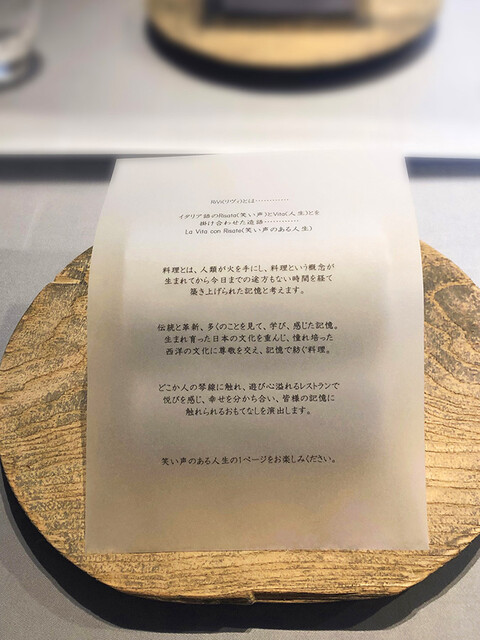 RiVi(リヴィ)とは…………
イタリア語のRisata(笑い声)とVita(人生)とを
掛け合わせた造語…………
La Vita con Risate(笑い声のある人生)
料理とは、人類が火を手にし、料理という概念が
生まれてから今日までの途方もない時間を経て
築き上げられた記憶と考えます。
伝統と革新、多くのことを見て、学び、感じた記憶。
生まれ育った日本の文化を重んじ、憧れ培った
西洋の文化に尊敬を交え、記憶で紡ぐ料理。
どこか人の琴線に触れ、遊び心溢れるレストランで
悦びを感じ、幸せを分かち合い、皆様の記憶に
触れられるおもてなしを演出します。
笑い声のある人生の1ページをお楽しみください。